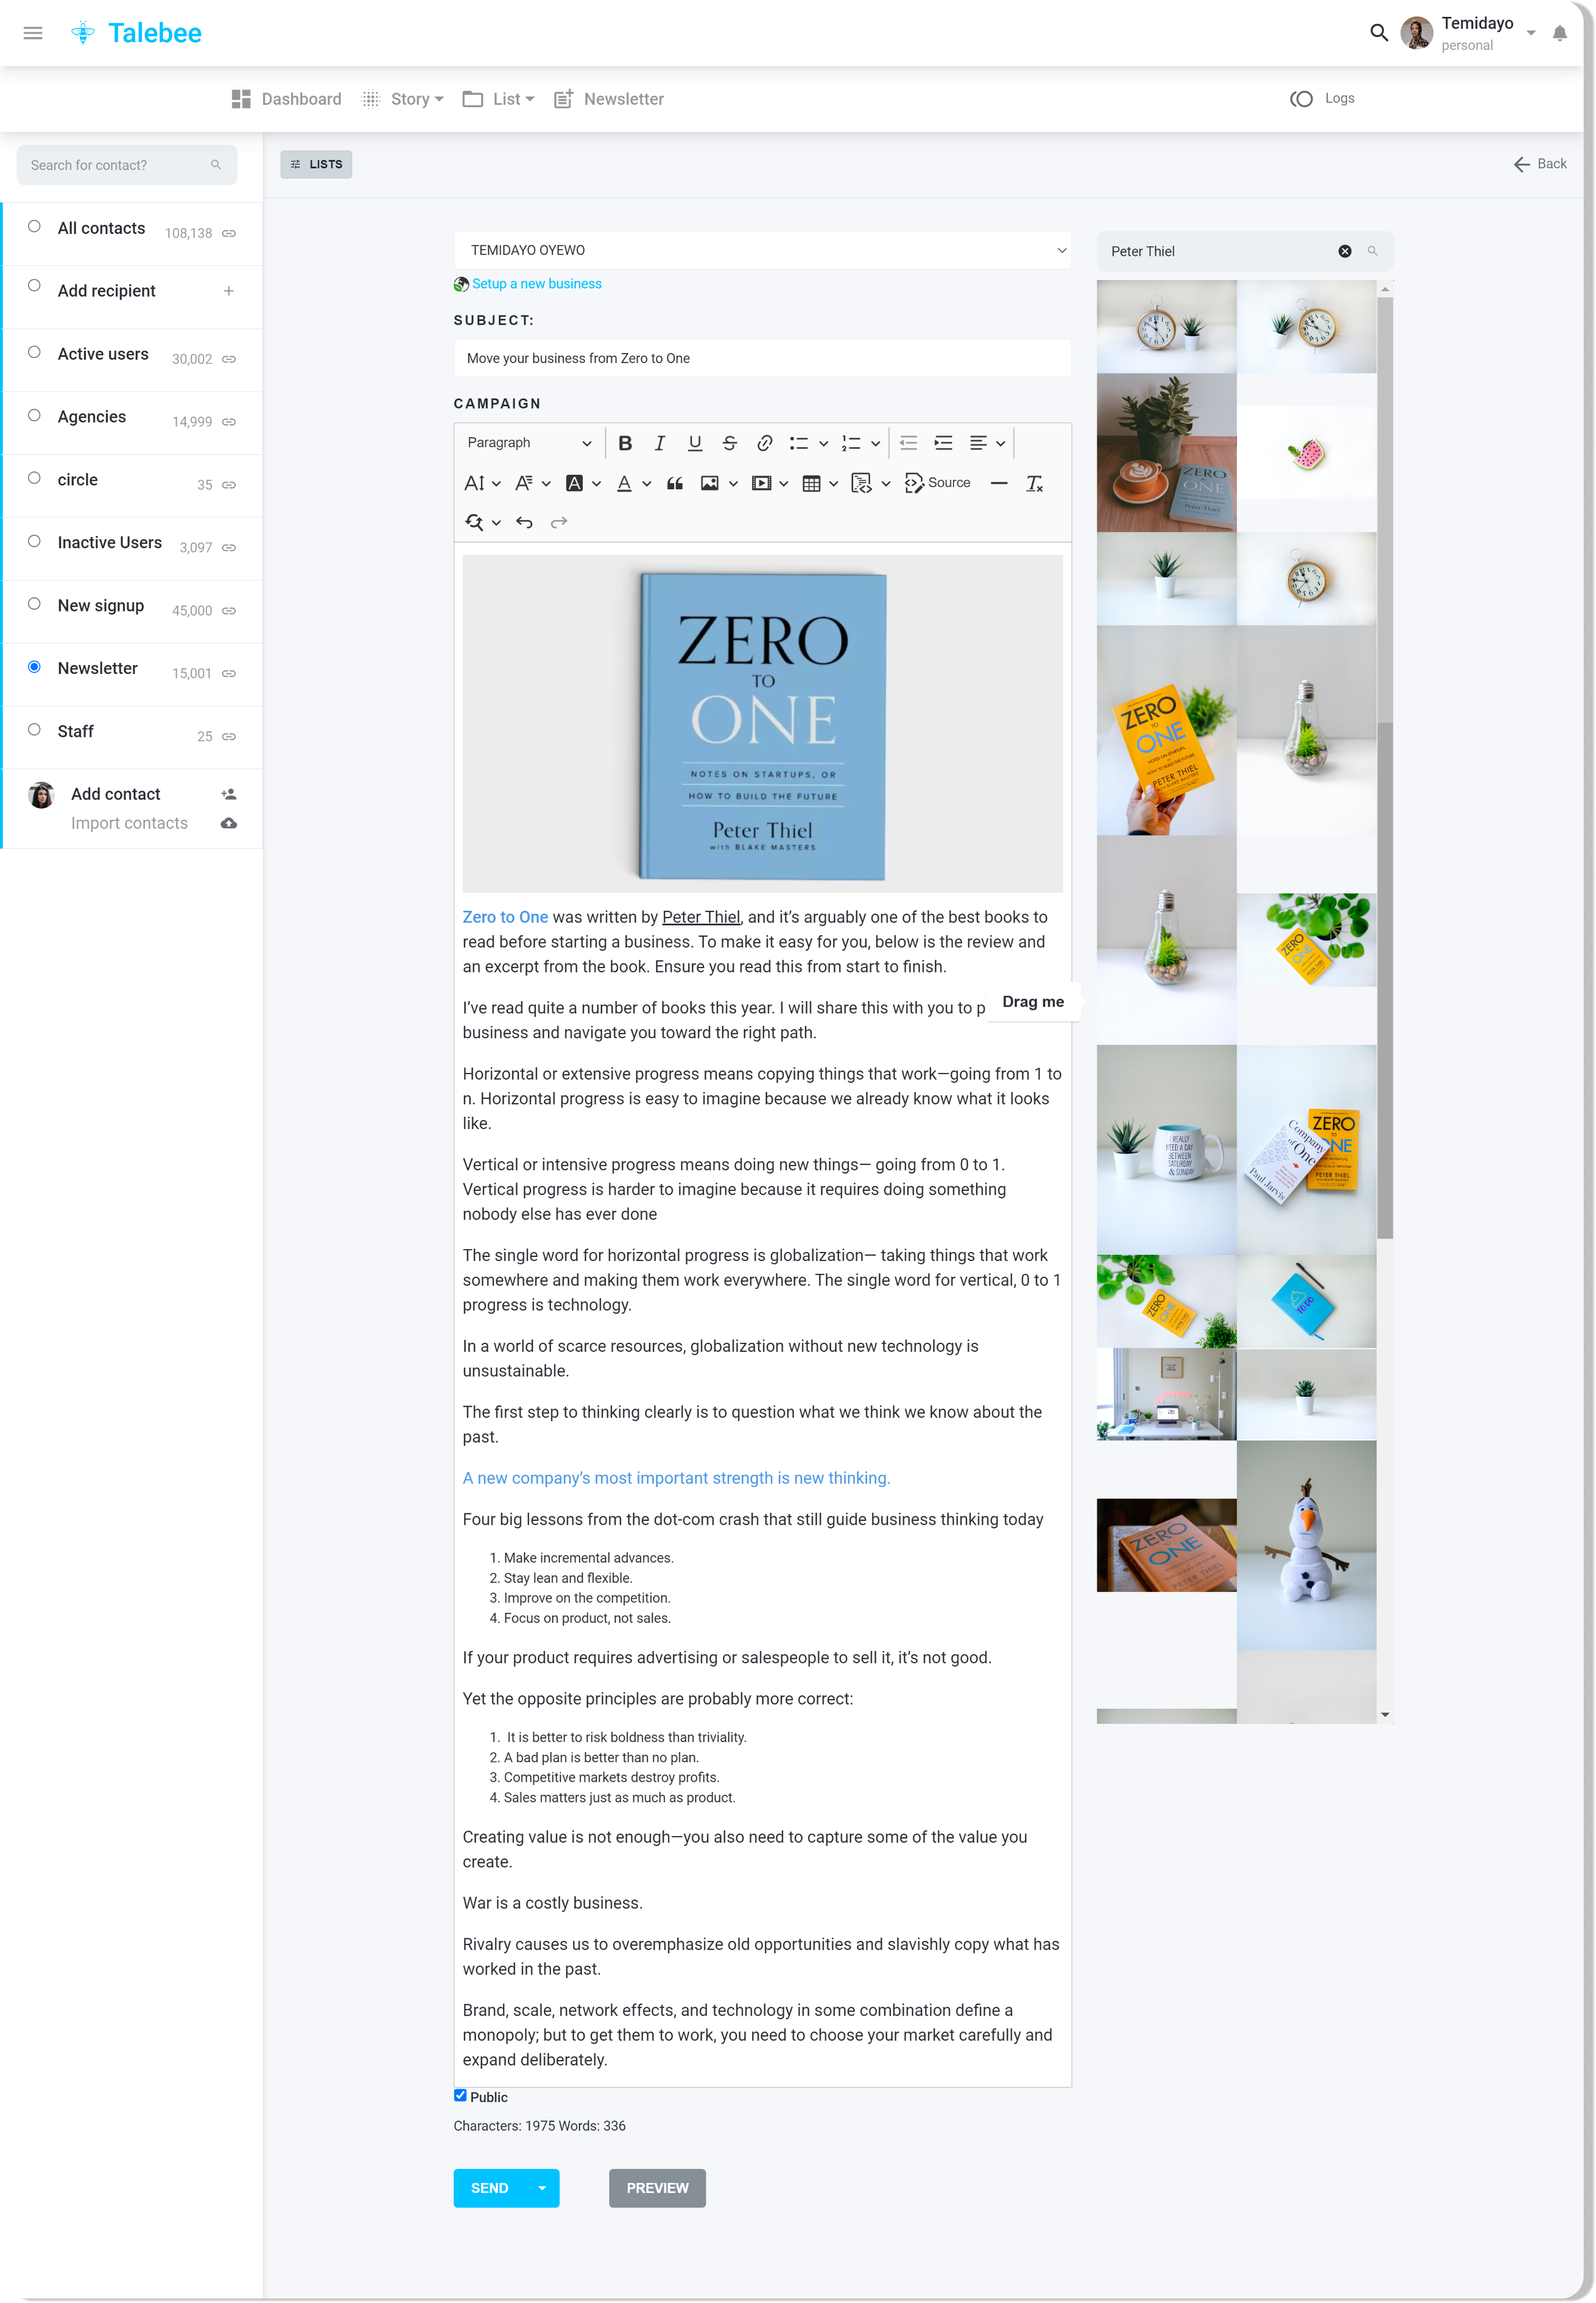 Talebee
Temidayo
personal
Dashboard
Story
List
Newsletter
Logs
Search for contact?
LISTS
Back
All contacts 108,138
Add recipient
Active users 30,002
Agencies 14,999
circle 35
Inactive Users 3,097
New signup 45,000
Newsletter 15,001
Staff 25
Add contact
Import contacts
TEMIDAYO OYEWO
Setup a new business
SUBJECT:
Move your business from Zero to One
CAMPAIGN
Paragraph
Source
ZERO
TO
ONE
NOTES ON STARTUPS, OR
HOW TO BUILD THE FUTURE
Peter Thiel
with BLAKE MASTERS
Zero to One was written by Peter Thiel, and it’s arguably one of the best books to
read before starting a business. To make it easy for you, below is the review and
an excerpt from the book. Ensure you read this from start to finish.
I’ve read quite a number of books this year. I will share this with you to p
Drag me
business and navigate you toward the right path.
Horizontal or extensive progress means copying things that work—going from 1 to
n. Horizontal progress is easy to imagine because we already know what it looks
like.
Vertical or intensive progress means doing new things— going from 0 to 1.
Vertical progress is harder to imagine because it requires doing something
nobody else has ever done
The single word for horizontal progress is globalization— taking things that work
somewhere and making them work everywhere. The single word for vertical, 0 to 1
progress is technology.
In a world of scarce resources, globalization without new technology is
unsustainable.
The first step to thinking clearly is to question what we think we know about the
past.
A new company’s most important strength is new thinking.
Four big lessons from the dot-com crash that still guide business thinking today
1. Make incremental advances.
2. Stay lean and flexible.
3. Improve on the competition.
4. Focus on product, not sales.
If your product requires advertising or salespeople to sell it, it’s not good.
Yet the opposite principles are probably more correct:
1. It is better to risk boldness than triviality.
2. A bad plan is better than no plan.
3. Competitive markets destroy profits.
4. Sales matters just as much as product.
Creating value is not enough—you also need to capture some of the value you
create.
War is a costly business.
Rivalry causes us to overemphasize old opportunities and slavishly copy what has
worked in the past.
Brand, scale, network effects, and technology in some combination define a
monopoly; but to get them to work, you need to choose your market carefully and
expand deliberately.
Public
Characters: 1975 Words: 336
SEND
PREVIEW
Peter Thiel
ZERO
TO
ONE
ZERO
TO
ONE
NOTES ON STARTUPS,
HOW TO BUILD THE FUTURE
PETER THIEL
ZERO
ONE
I REALLY
NEED A DAY
BETWEEN
SATURDAY
& SUNDAY
Company
of One
Paul Jarvis
ZERO
TO
ONE
PETER THIEL
ZERO
ONE
TO DO
ZERO
TO
ONE
PETER THIEL